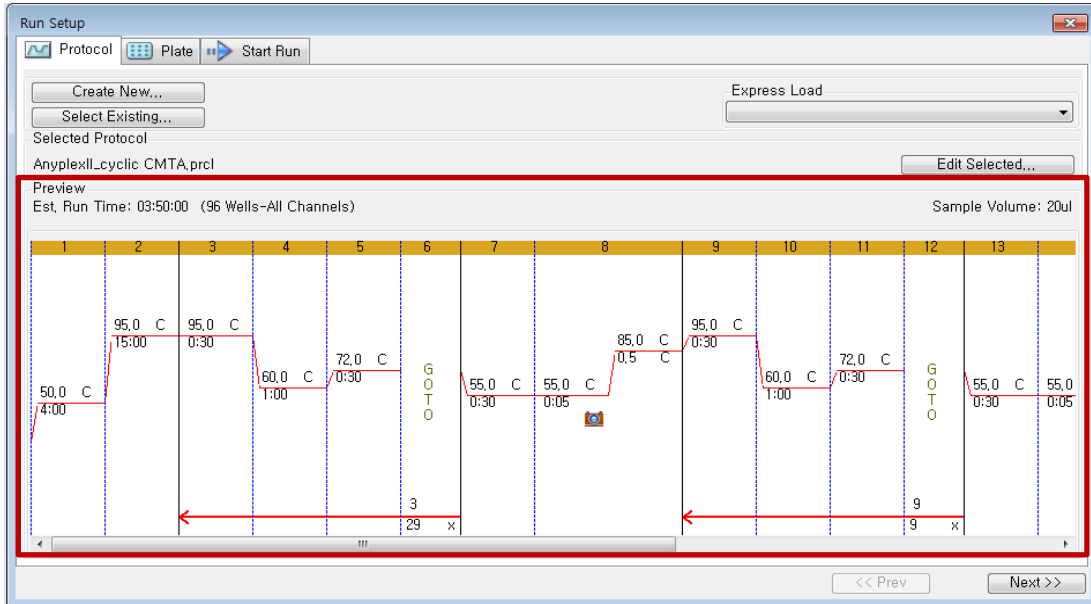 Run Setup
Protocol Plate Start Run
Create New... Express Load
Select Existing...
Selected Protocol
AnyplexII_cyclic CMTA.prcl Edit Selected...
Preview
Est. Run Time: 03:50:00 (96 Wells-All Channels) Sample Volume: 20ul
1 2 3 4 5 6 7 8 9 10 11 12 13
95,0 C 95,0 C 95,0 C
15:00 0:30 85,0 C 0:30
72,0 C 0,5 C 72,0 C
60,0 C 0:30 G 60,0 C 0:30 G
50,0 C 1:00 O 55,0 C 55,0 C 1:00 O 55,0 C 55,0
4:00 T 0:30 0:05 T 0:30 0:05
O O
3 9
29 x 9 x
<< Prev Next >>